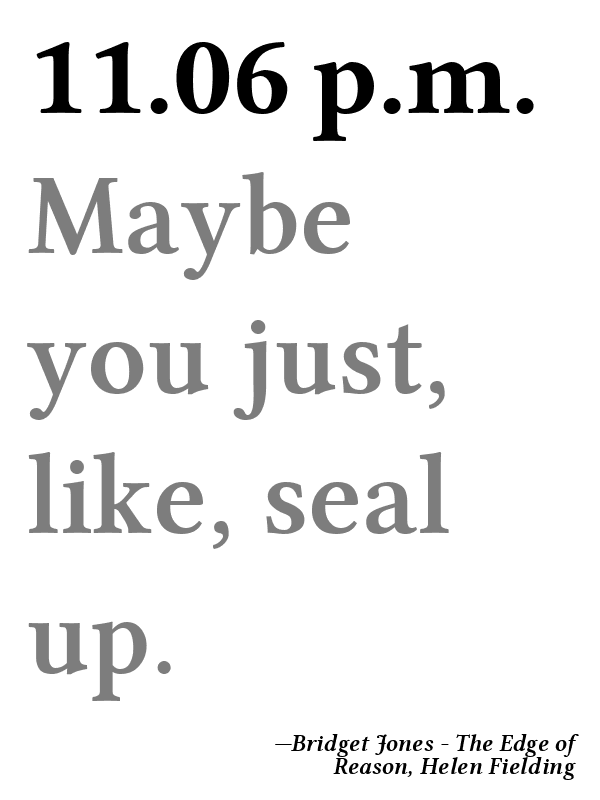 11.06 p.m.
Maybe
you just,
like, seal
up.
—Bridget Jones - The Edge of
Reason, Helen Fielding